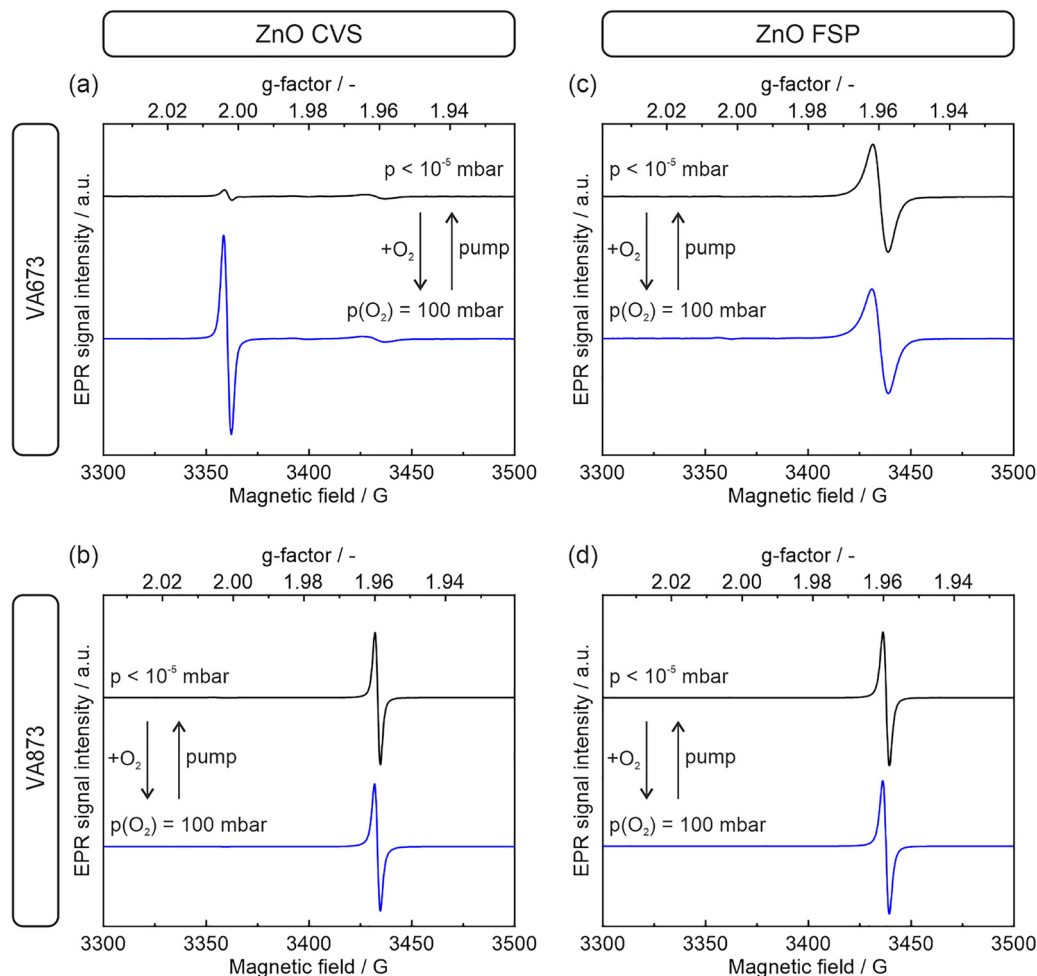 ZnO CVS
ZnO FSP
VA673
(a)
g-factor / -
2.02 2.00 1.98 1.96 1.94
EPR signal intensity / a.u.
p < 10⁻⁵ mbar
+O₂
pump
p(O₂) = 100 mbar
3300 3350 3400 3450 3500
Magnetic field / G
(c)
g-factor / -
2.02 2.00 1.98 1.96 1.94
EPR signal intensity / a.u.
p < 10⁻⁵ mbar
+O₂
pump
p(O₂) = 100 mbar
3300 3350 3400 3450 3500
Magnetic field / G
VA873
(b)
g-factor / -
2.02 2.00 1.98 1.96 1.94
EPR signal intensity / a.u.
p < 10⁻⁵ mbar
+O₂
pump
p(O₂) = 100 mbar
3300 3350 3400 3450 3500
Magnetic field / G
(d)
g-factor / -
2.02 2.00 1.98 1.96 1.94
EPR signal intensity / a.u.
p < 10⁻⁵ mbar
+O₂
pump
p(O₂) = 100 mbar
3300 3350 3400 3450 3500
Magnetic field / G